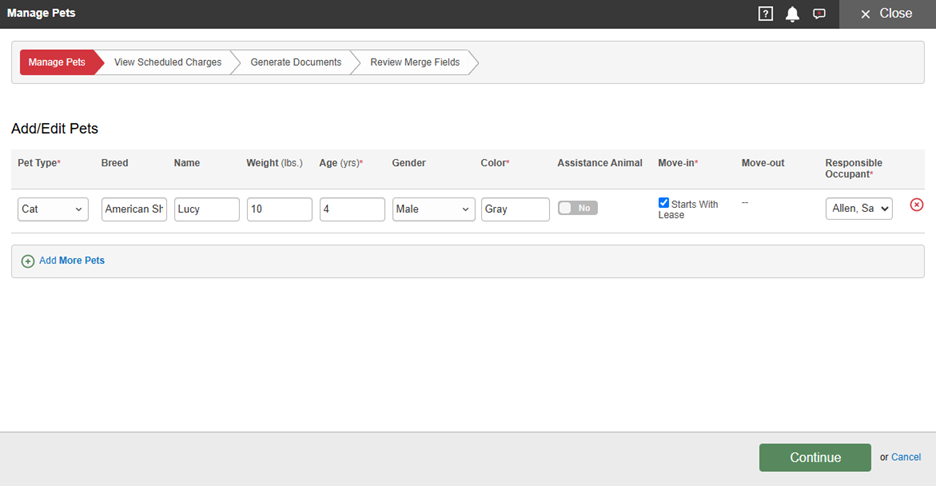 Manage Pets
?
Close
Manage Pets
View Scheduled Charges
Generate Documents
Review Merge Fields
Add/Edit Pets
Pet Type* Breed Name Weight (lbs.) Age (yrs)* Gender Color* Assistance Animal Move-in* Move-out Responsible
Occupant*
Cat American Sh Lucy 10 4 Male Gray No Starts With -- Allen, Sa
Lease
Add More Pets
Continue or Cancel